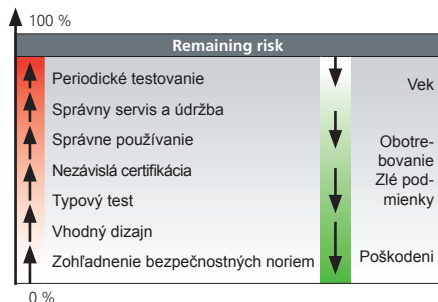 100 %
Remaining risk
Periodické testovanie
Správny servis a údržba
Správne používanie
Nezávislá certifikácia
Typový test
Vhodný dizajn
Zohľadnenie bezpečnostných noriem
Vek
Obotre-
bovanie
Zlé pod-
mienky
Poškodeni
0 %